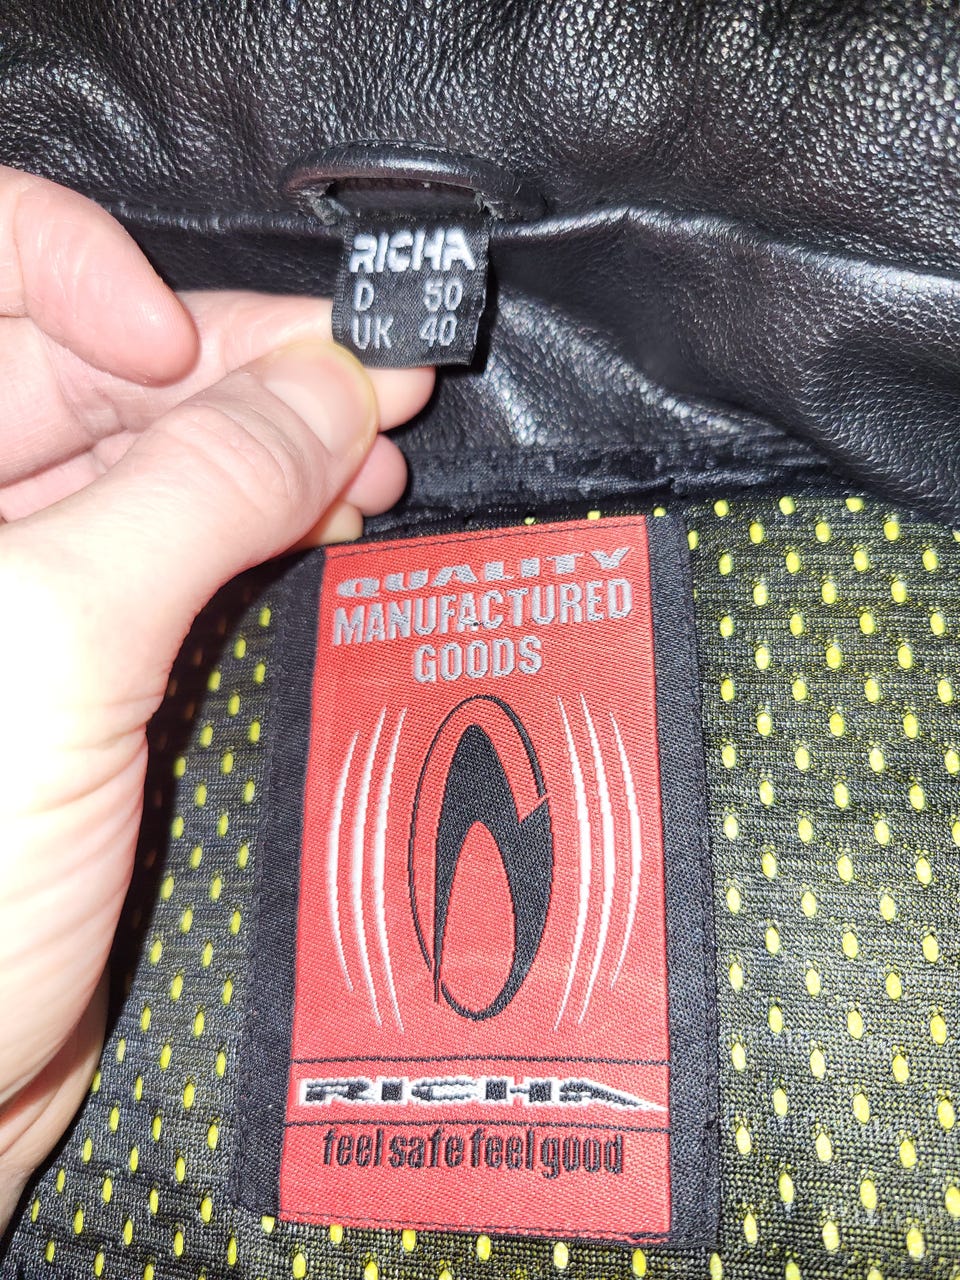 RICHA
D 50
UK 40
QUALITY
MANUFACTURED
GOODS
RICHA
feel safe feel good